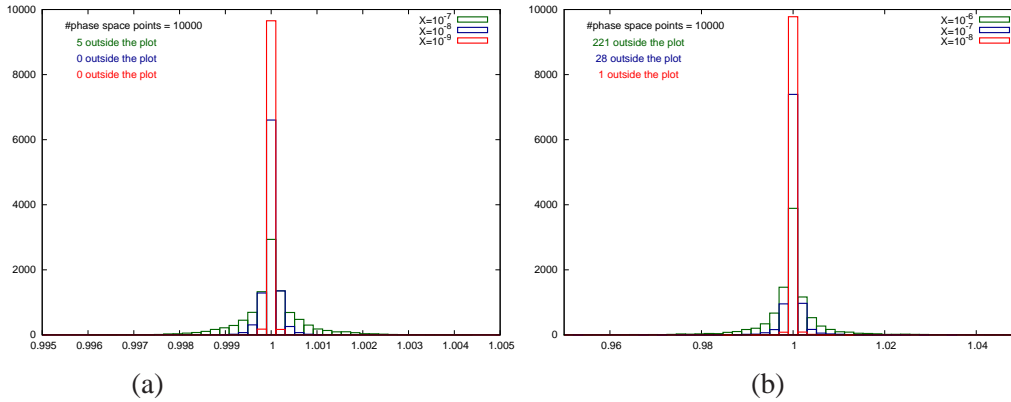 10000
8000
6000
4000
2000
0
#phase space points = 10000
5 outside the plot
0 outside the plot
0 outside the plot
X=10^-7
X=10^-8
X=10^-9
0.995 0.996 0.997 0.998 0.999 1 1.001 1.002 1.003 1.004 1.005
(a)
10000
8000
6000
4000
2000
0
#phase space points = 10000
221 outside the plot
28 outside the plot
1 outside the plot
X=10^-6
X=10^-7
X=10^-8
0.96 0.98 1 1.02 1.04
(b)